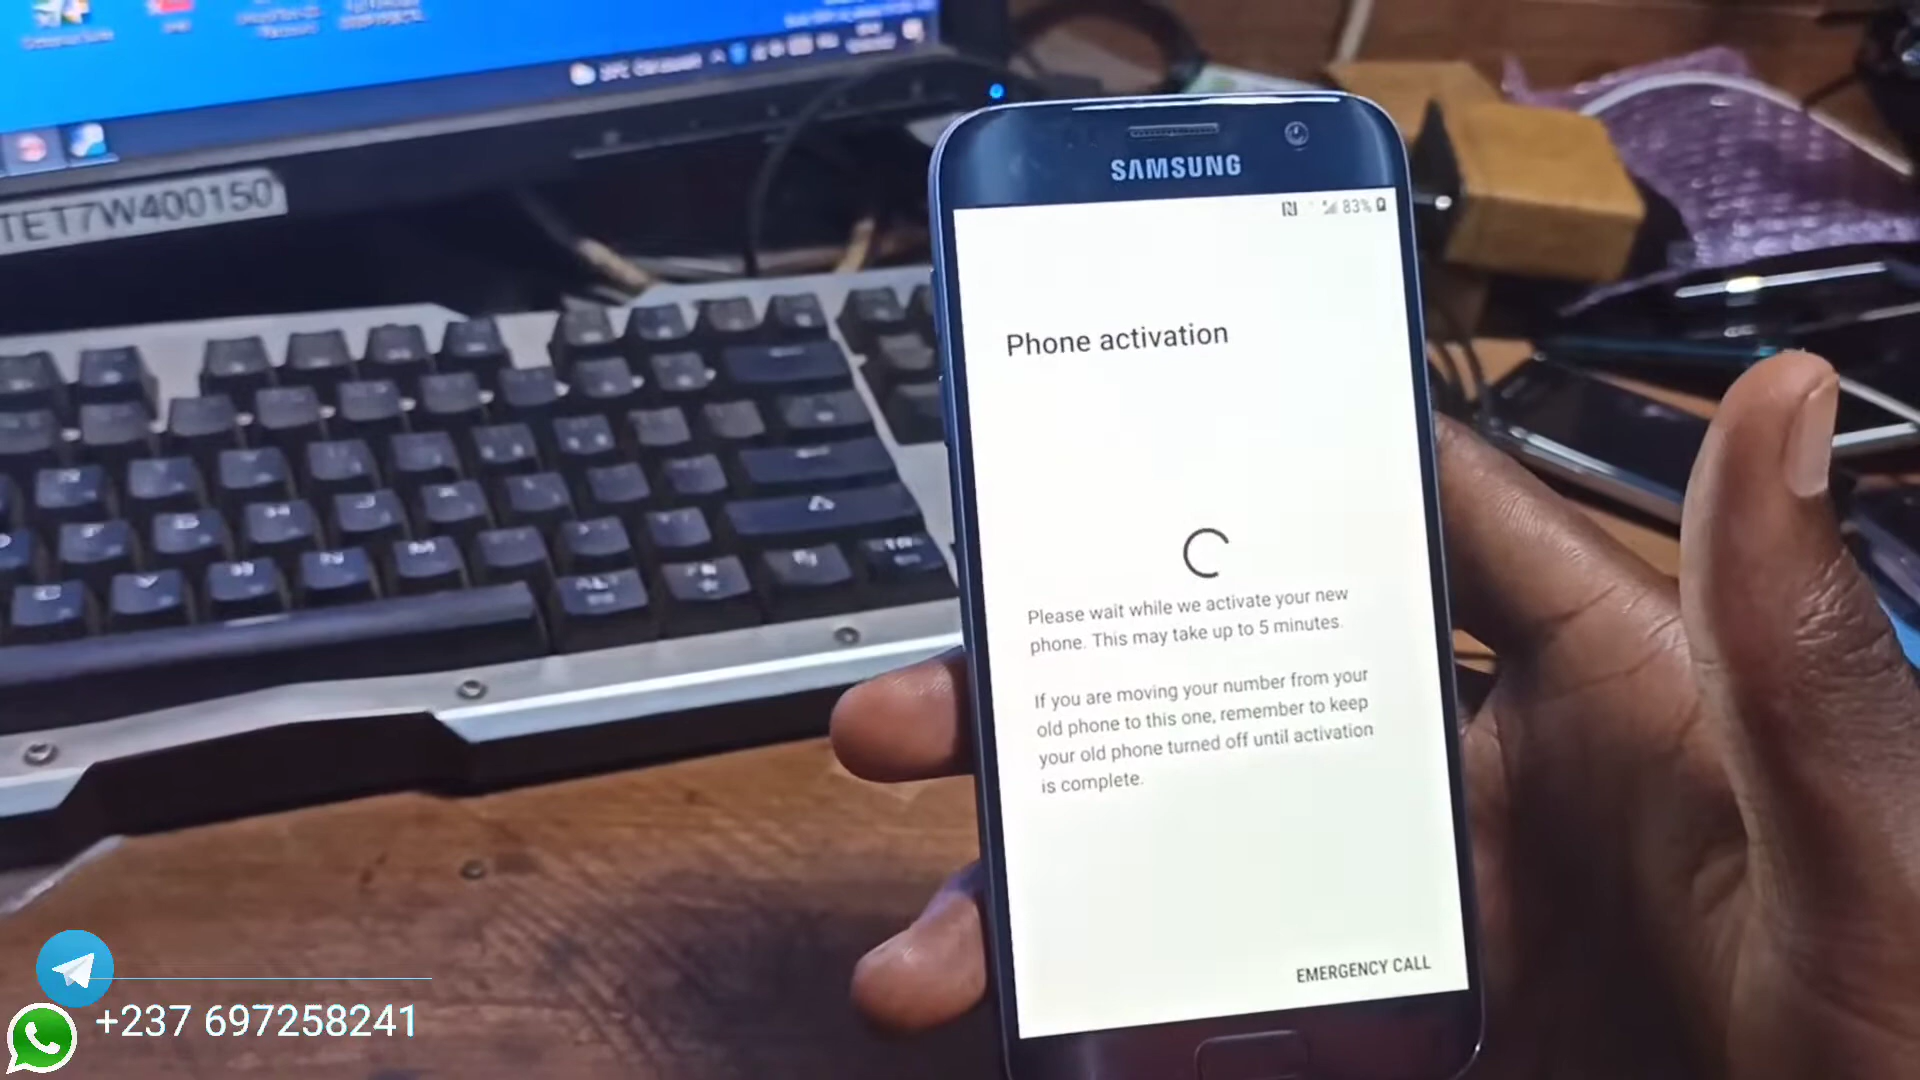 TET7W400150
SAMSUNG
83%
Phone activation
Please wait while we activate your new
phone. This may take up to 5 minutes.
If you are moving your number from your
old phone to this one, remember to keep
your old phone turned off until activation
is complete.
EMERGENCY CALL
+237 697258241